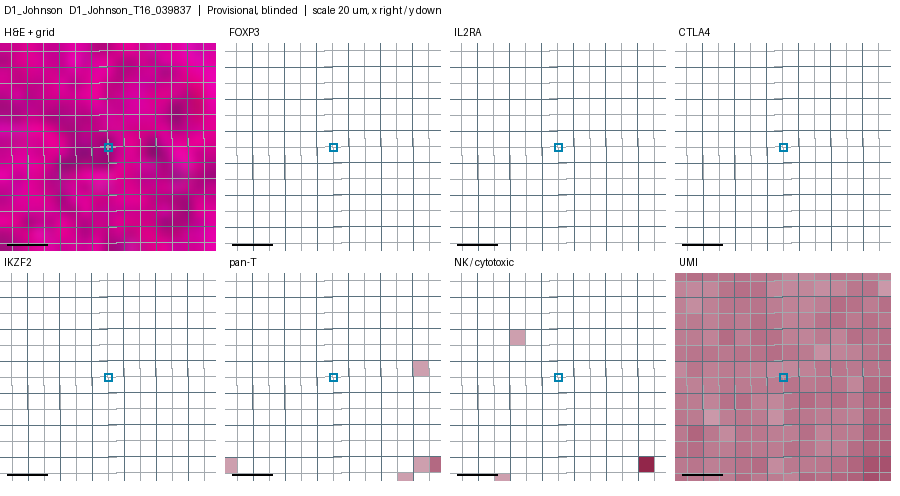 D1_Johnson D1_Johnson_T16_039837 | Provisional, blinded | scale 20 um, x right / y down
H&E + grid FOXP3 IL2RA CTLA4
IKZF2 pan-T NK / cytotoxic UMI